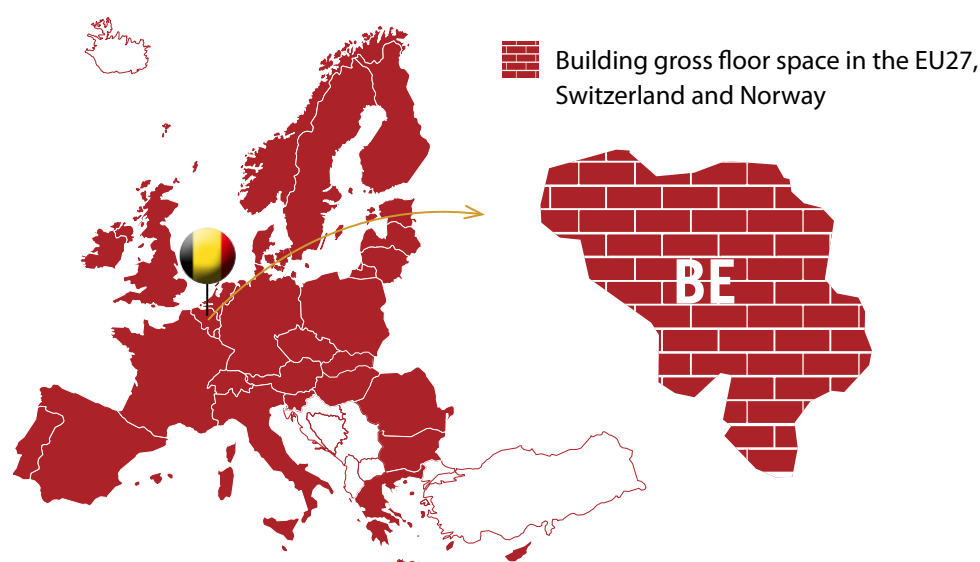 Building gross floor space in the EU27,
Switzerland and Norway
BE